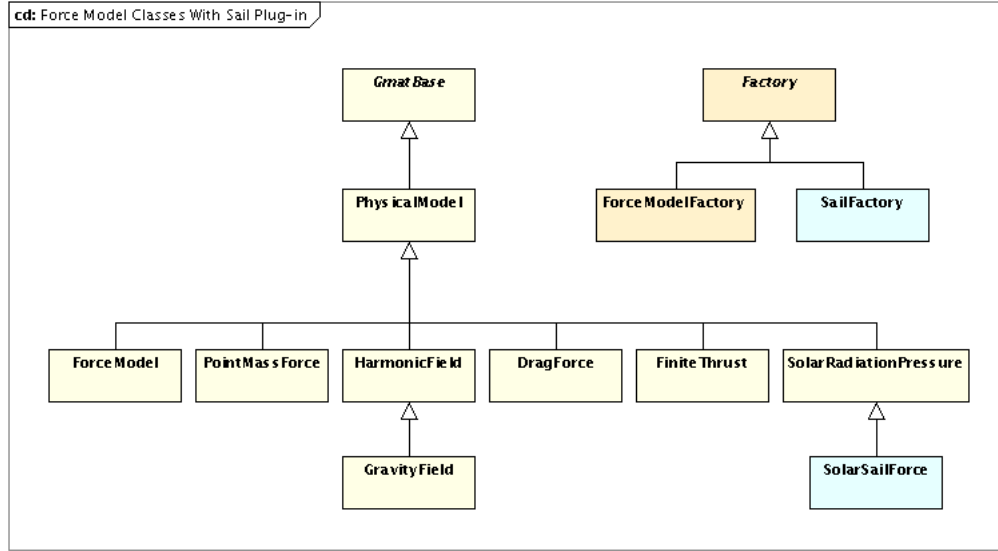 cd: Force Model Classes With Sail Plug-in
GmatBase
Factory
PhysicalModel
ForceModelFactory
SailFactory
ForceModel
PointMassForce
HarmonicField
DragForce
FiniteThrust
SolarRadiationPressure
GravityField
SolarSailForce